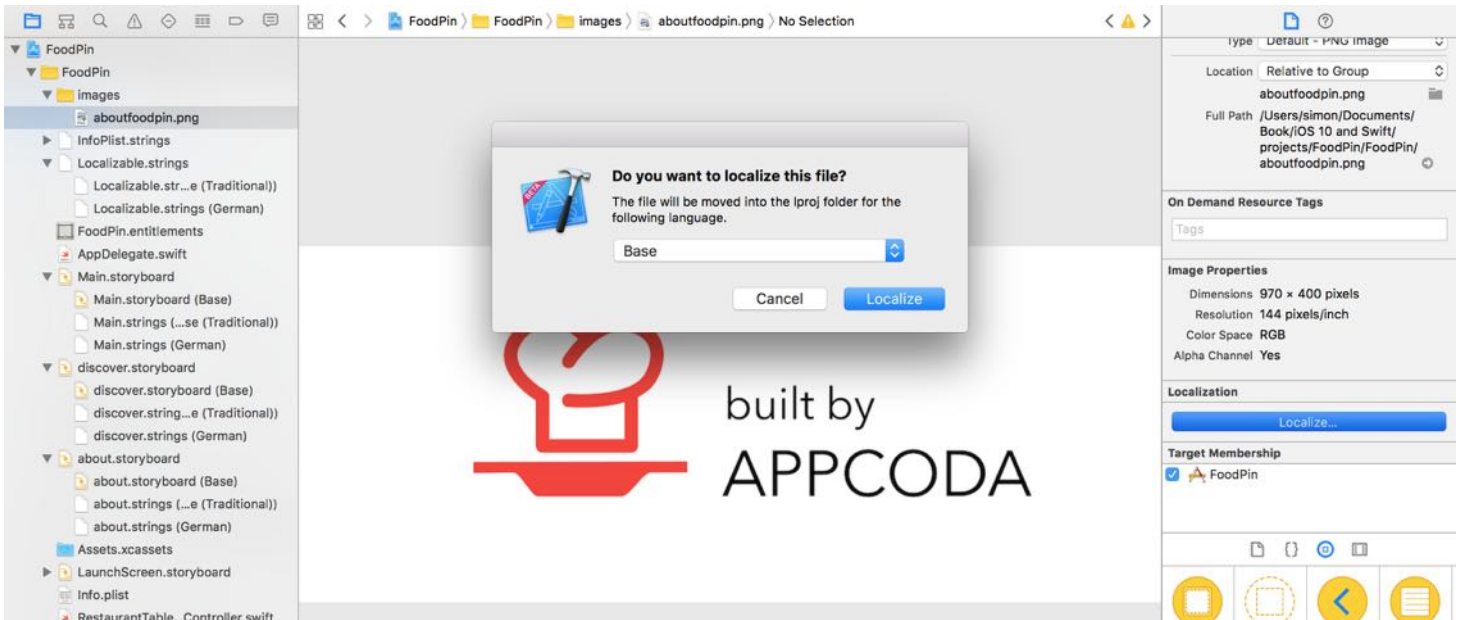 FoodPin 〉 FoodPin 〉 images 〉 aboutfoodpin.png 〉 No Selection
FoodPin
FoodPin
images
aboutfoodpin.png
InfoPlist.strings
Localizable.strings
Localizable.str...e (Traditional))
Localizable.strings (German)
FoodPin.entitlements
AppDelegate.swift
Main.storyboard
Main.storyboard (Base)
Main.strings (...se (Traditional))
Main.strings (German)
discover.storyboard
discover.storyboard (Base)
discover.string...e (Traditional))
discover.strings (German)
about.storyboard
about.storyboard (Base)
about.strings (...e (Traditional))
about.strings (German)
Assets.xcassets
LaunchScreen.storyboard
Info.plist
RestaurantTable...Controller.swift
BETA
Do you want to localize this file?
The file will be moved into the lproj folder for the
following language.
Base
Cancel Localize
built by
APPCODA
Type Default - PNG Image
Location Relative to Group
aboutfoodpin.png
Full Path /Users/simon/Documents/
Book/iOS 10 and Swift/
projects/FoodPin/FoodPin/
aboutfoodpin.png
On Demand Resource Tags
Tags
Image Properties
Dimensions 970 × 400 pixels
Resolution 144 pixels/inch
Color Space RGB
Alpha Channel Yes
Localization
Localize...
Target Membership
FoodPin
{}